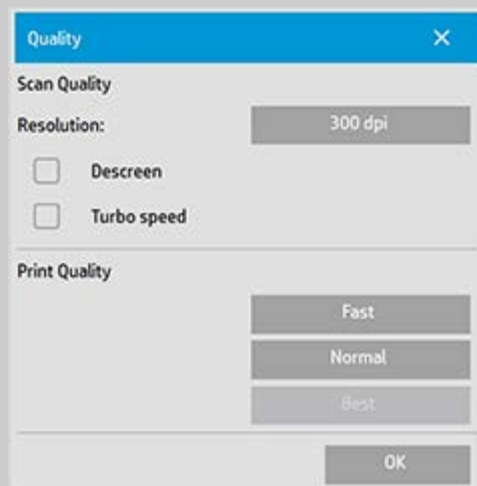 Quality
Scan Quality
Resolution: 300 dpi
Descreen
Turbo speed
Print Quality
Fast
Normal
Best
OK